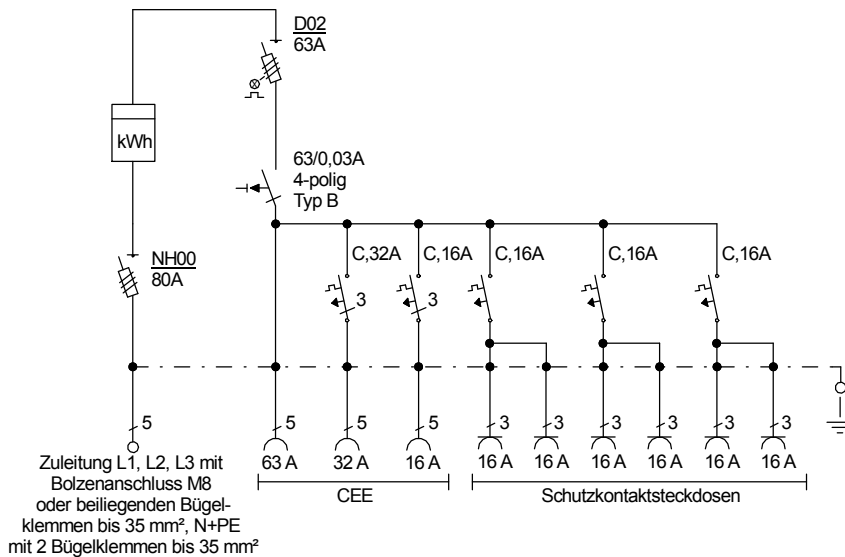 D02
63A
kWh
63/0,03A
4-polig
Typ B
NH00
80A
C,32A
C,16A
C,16A
C,16A
C,16A
3
3
5
5
5
5
3
3
3
3
3
3
63 A
32 A
16 A
16 A
16 A
16 A
16 A
16 A
16 A
CEE
Schutzkontaktsteckdosen
Zuleitung L1, L2, L3 mit
Bolzenanschluss M8
oder beiliegenden Bügel-
klemmen bis 35 mm², N+PE
mit 2 Bügelklemmen bis 35 mm²